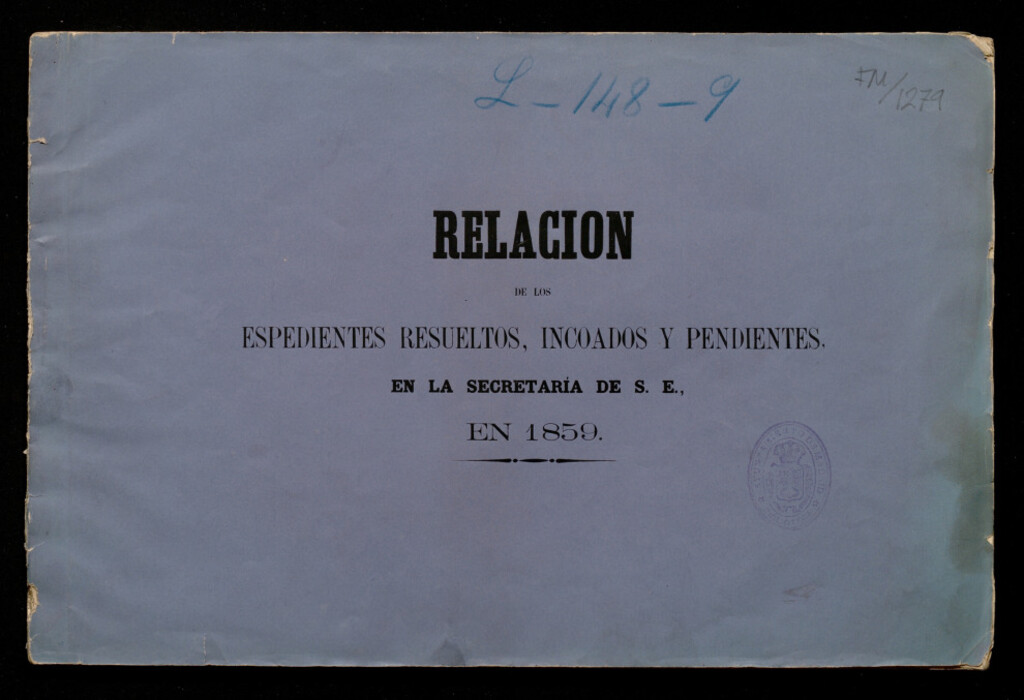 L-148-9
FM/1279
RELACION
DE LOS
ESPEDIENTES RESUELTOS, INCOADOS Y PENDIENTES,
EN LA SECRETARÍA DE S. E.,
EN 1859.